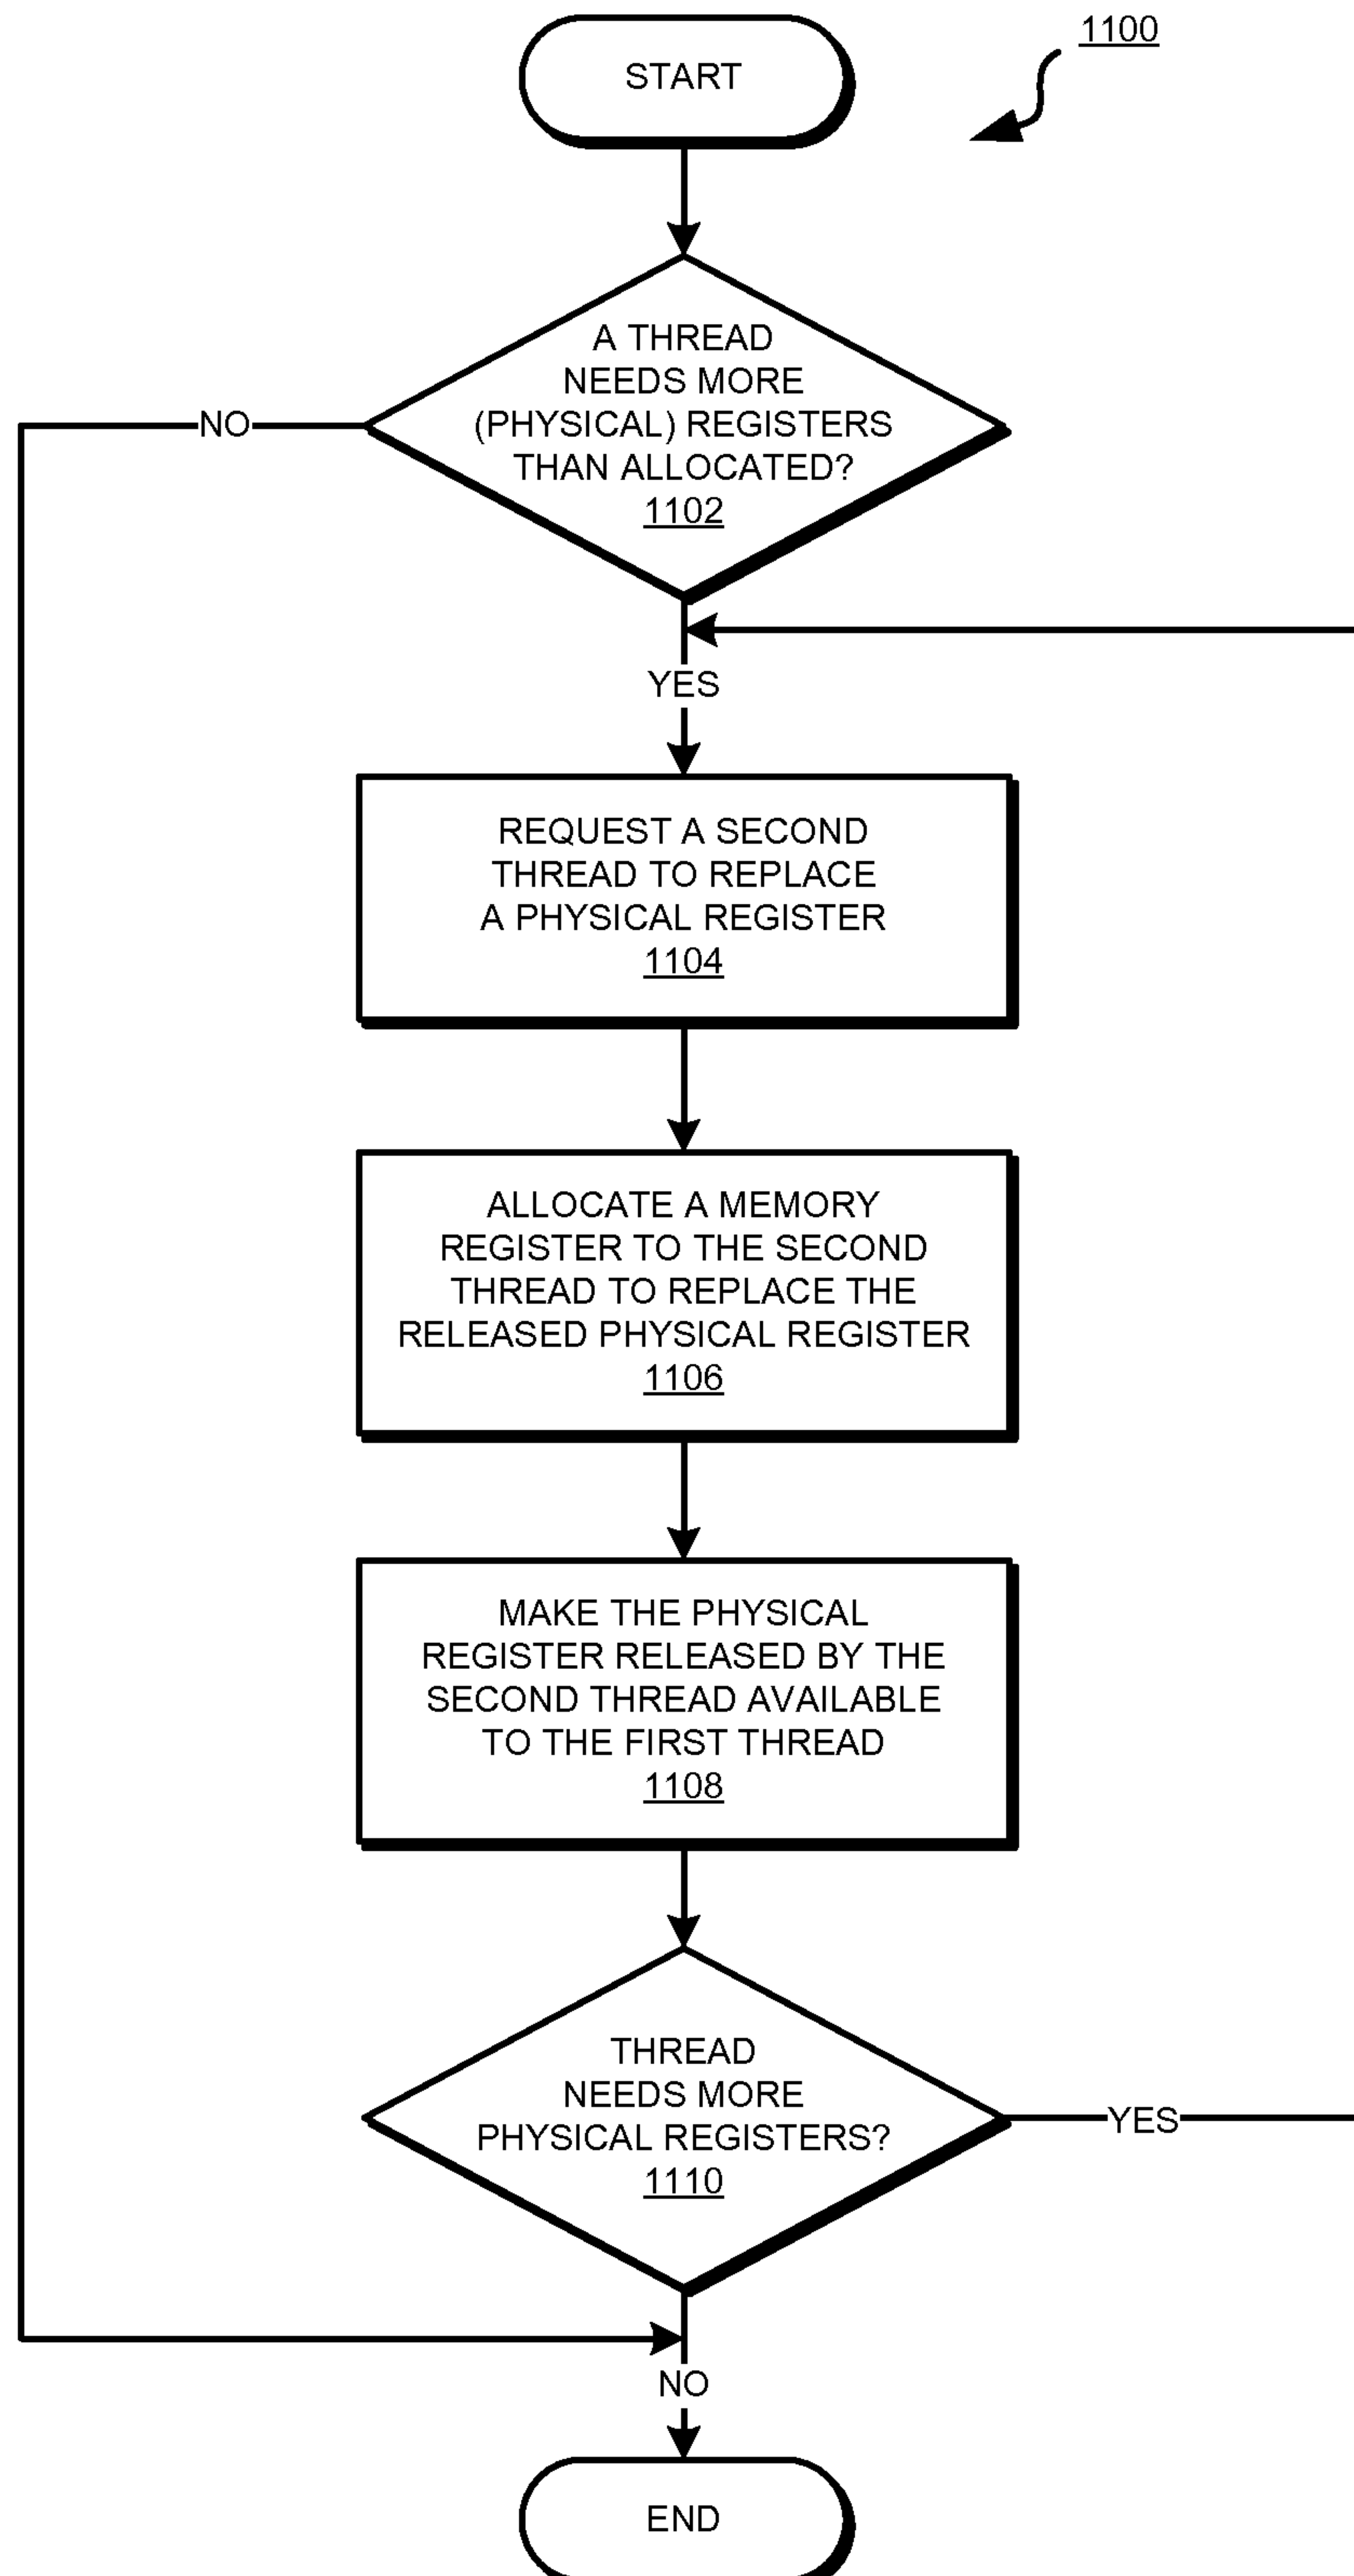 1100
START
A THREAD
NEEDS MORE
(PHYSICAL) REGISTERS
THAN ALLOCATED?
1102
NO
YES
REQUEST A SECOND
THREAD TO REPLACE
A PHYSICAL REGISTER
1104
ALLOCATE A MEMORY
REGISTER TO THE SECOND
THREAD TO REPLACE THE
RELEASED PHYSICAL REGISTER
1106
MAKE THE PHYSICAL
REGISTER RELEASED BY THE
SECOND THREAD AVAILABLE
TO THE FIRST THREAD
1108
THREAD
NEEDS MORE
PHYSICAL REGISTERS?
1110
YES
NO
END